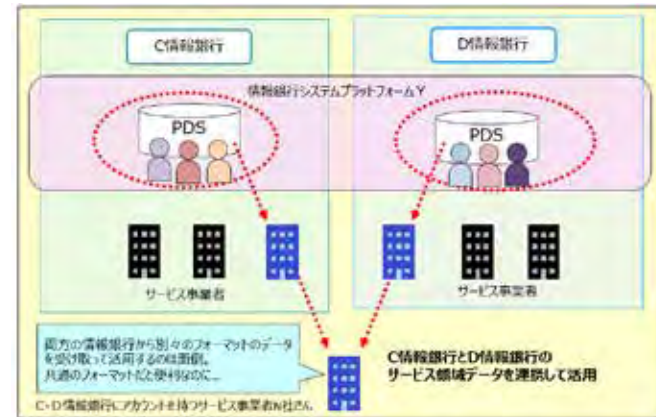 C情報銀行
D情報銀行
情報銀行システムプラットフォームY
PDS
PDS
サービス事業者
サービス事業者
両方の情報銀行から別々のフォーマットのデータ
を受け取って活用するのは面倒。
共通のフォーマットだと便利なのに...
C情報銀行とD情報銀行の
サービス領域データを連携して活用
C・D情報銀行にアカウントを持つサービス事業者N社さん